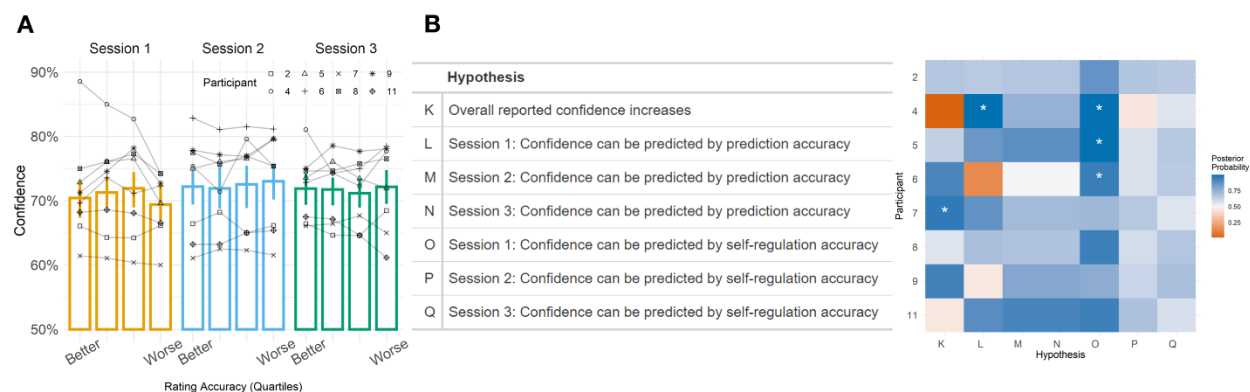 A
Session 1 Session 2 Session 3
Participant
2 5 7 9
4 6 8 11
90%
80%
70%
60%
50%
Confidence
Better Worse Better Worse Better Worse
Rating Accuracy (Quartiles)
B
Hypothesis
K Overall reported confidence increases
L Session 1: Confidence can be predicted by prediction accuracy
M Session 2: Confidence can be predicted by prediction accuracy
N Session 3: Confidence can be predicted by prediction accuracy
O Session 1: Confidence can be predicted by self-regulation accuracy
P Session 2: Confidence can be predicted by self-regulation accuracy
Q Session 3: Confidence can be predicted by self-regulation accuracy
Participant
2
4 * *
5 *
6 *
7 *
8
9
11
K L M N O P Q
Hypothesis
Posterior
Probability
0.75
0.50
0.25